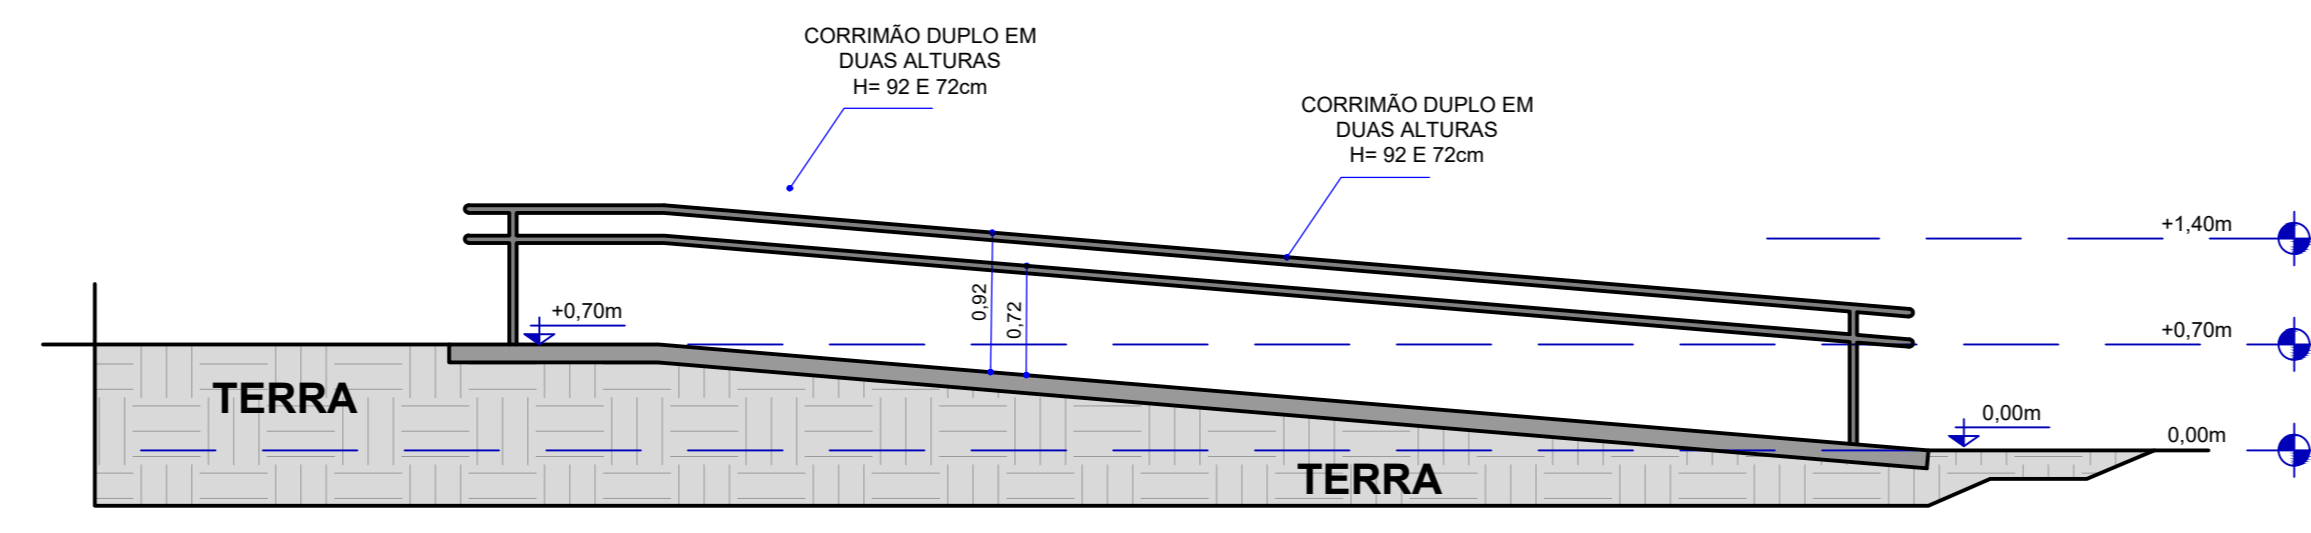 CORRIMÃO DUPLO EM
DUAS ALTURAS
H= 92 E 72cm
CORRIMÃO DUPLO EM
DUAS ALTURAS
H= 92 E 72cm
+1,40m
0,92
0,72
+0,70m
+0,70m
TERRA
0,00m
0,00m
TERRA